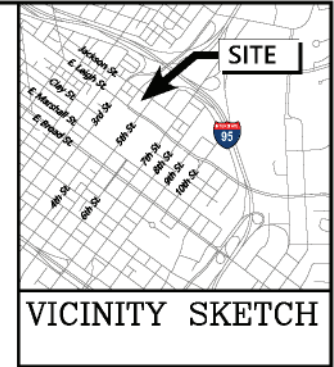 SITE
Jackson St.
E. Leigh St.
Clay St.
E. Marshall St.
E. Broad St.
3rd St.
5th St.
7th St.
8th St.
9th St.
10th St.
4th St.
6th St.
95
VICINITY SKETCH